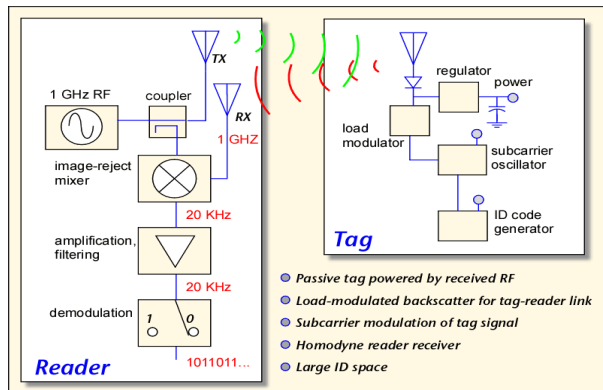 TX
1 GHz RF
coupler
RX
1 GHZ
image-reject
mixer
20 KHz
amplification,
filtering
20 KHz
demodulation
1 0
1011011...
Reader
regulator
power
load
modulator
subcarrier
oscillator
ID code
generator
Tag
Passive tag powered by received RF
Load-modulated backscatter for tag-reader link
Subcarrier modulation of tag signal
Homodyne reader receiver
Large ID space